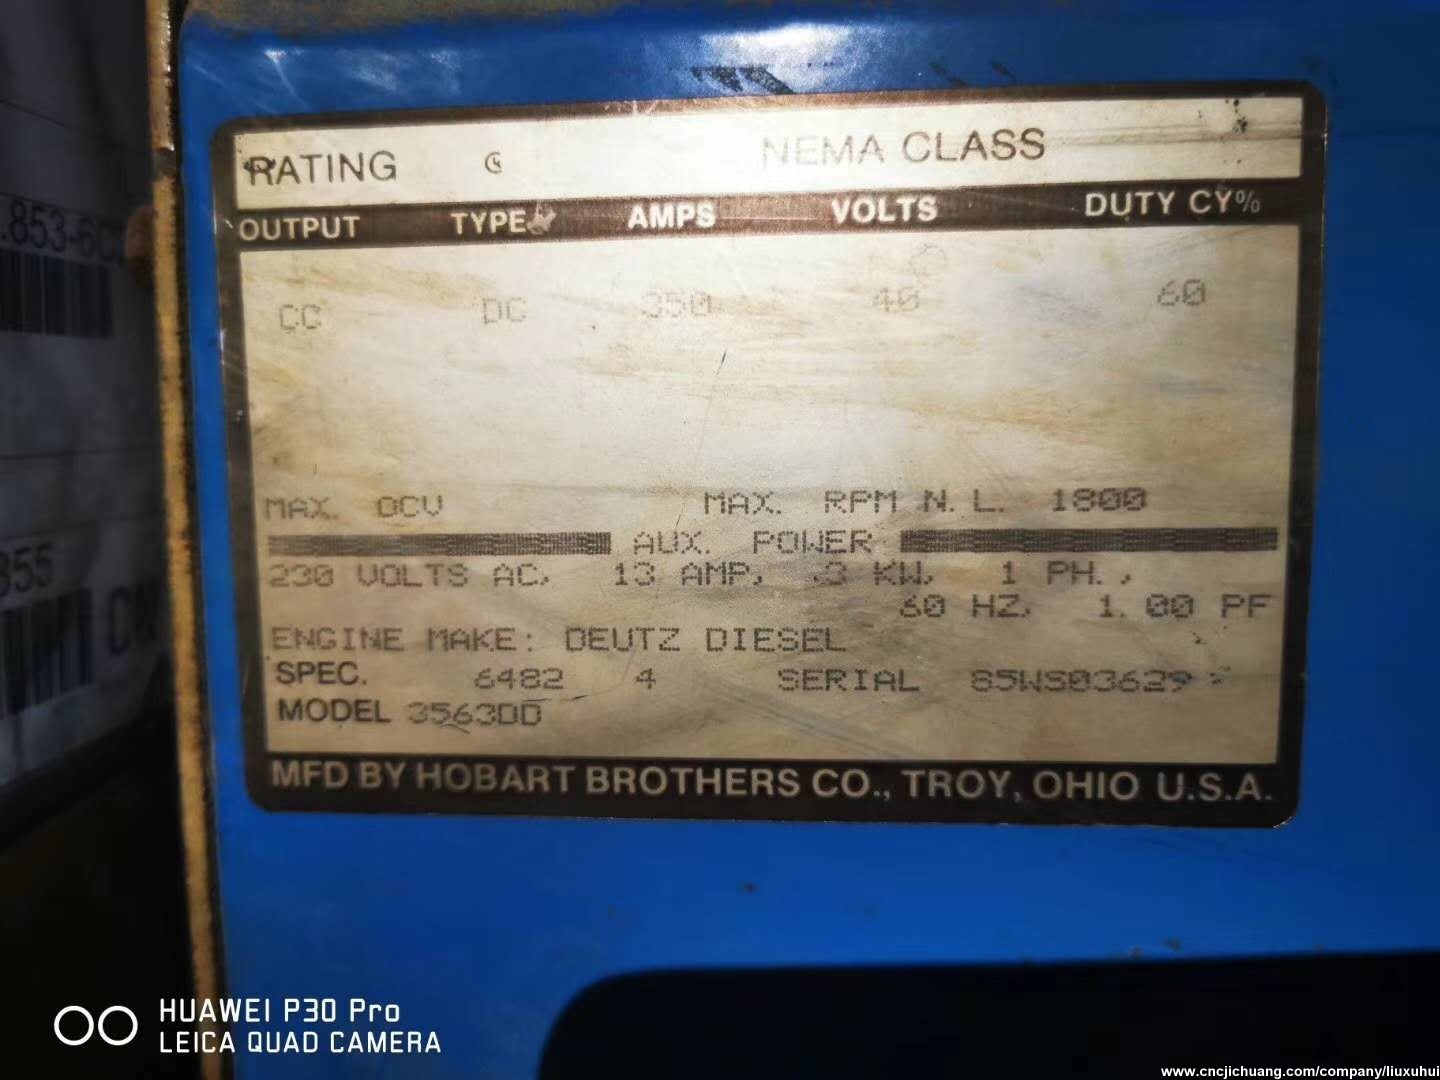 RATING NEMA CLASS
OUTPUT TYPE AMPS VOLTS DUTY CY%
CC DC 350 40 60
MAX. OCV MAX. RPM N.L. 1800
AUX. POWER
230 VOLTS AC, 13 AMP, .3 KW, 1 PH.,
60 HZ, 1.00 PF
ENGINE MAKE: DEUTZ DIESEL
SPEC. 6482 4 SERIAL 85WS03629
MODEL 3563DD
MFD BY HOBART BROTHERS CO., TROY, OHIO U.S.A.
.853-6C
355
HUAWEI P30 Pro
LEICA QUAD CAMERA
www.cncjichuang.com/company/liuxuhui